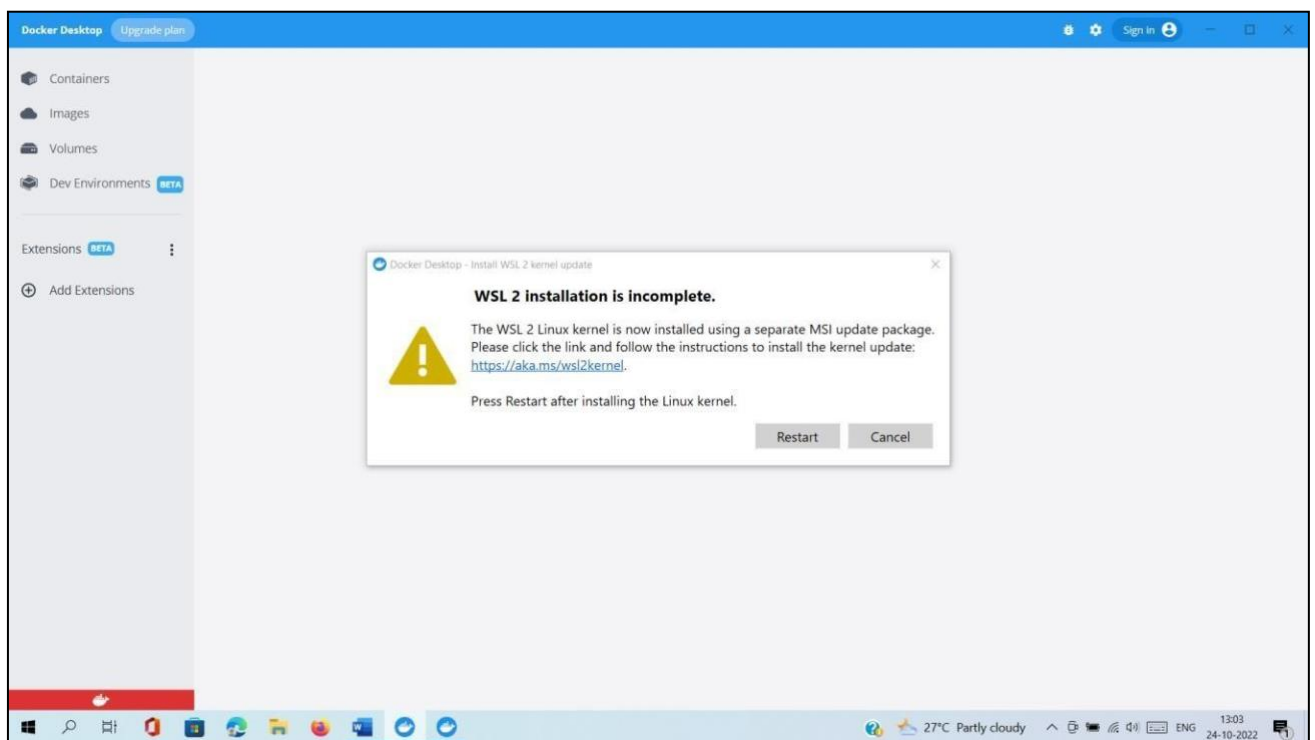 Docker Desktop Upgrade plan Sign in
Containers
Images
Volumes
Dev Environments BETA
Extensions BETA
Add Extensions
Docker Desktop - Install WSL 2 kernel update
WSL 2 installation is incomplete.
The WSL 2 Linux kernel is now installed using a separate MSI update package.
Please click the link and follow the instructions to install the kernel update:
https://aka.ms/wsl2kernel.
Press Restart after installing the Linux kernel.
Restart Cancel
27°C Partly cloudy ENG 13:03
24-10-2022